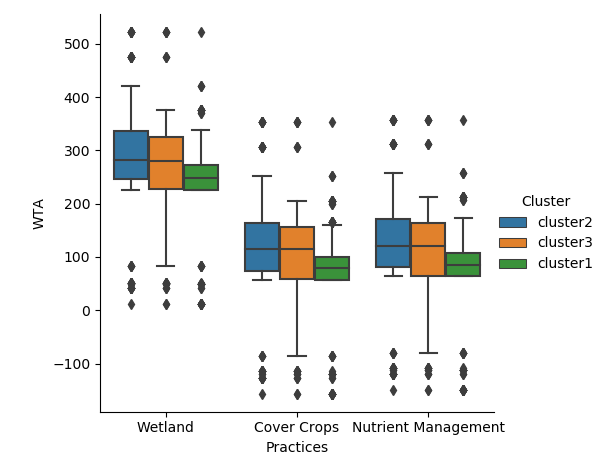 500
400
300
200
100
0
−100
WTA
Wetland
Cover Crops
Nutrient Management
Practices
Cluster
cluster2
cluster3
cluster1